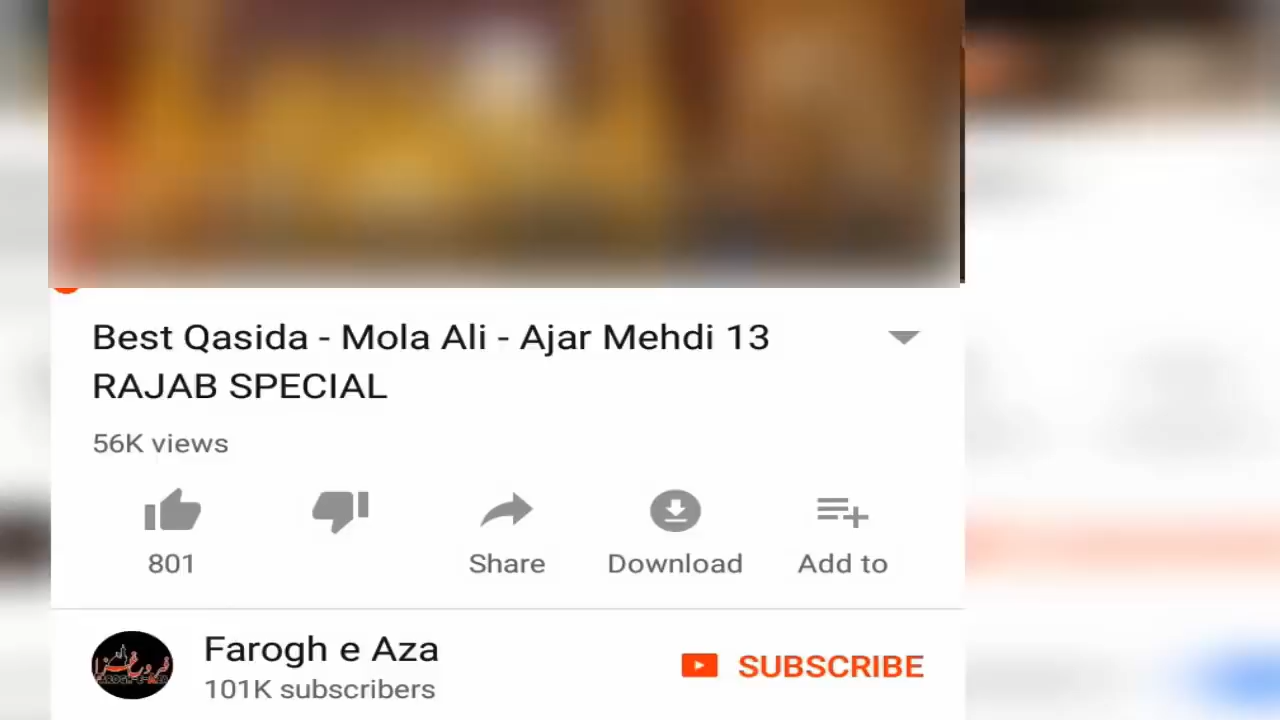 Best Qasida - Mola Ali - Ajar Mehdi 13
RAJAB SPECIAL
56K views
801
Share
Download
Add to
Farogh e Aza
101K subscribers
SUBSCRIBE